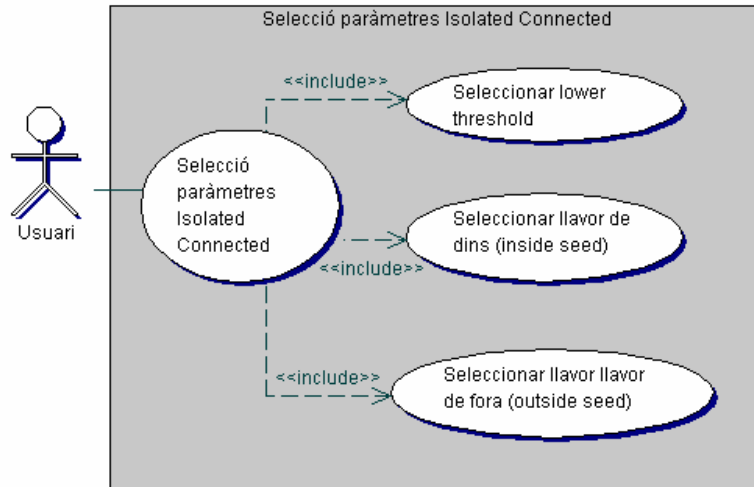 Selecció paràmetres Isolated Connected
<<include>>
Seleccionar lower
threshold
Selecció
paràmetres
Isolated
Connected
Usuari
Seleccionar llavor de
dins (inside seed)
<<include>>
<<include>>
Seleccionar llavor llavor
de fora (outside seed)